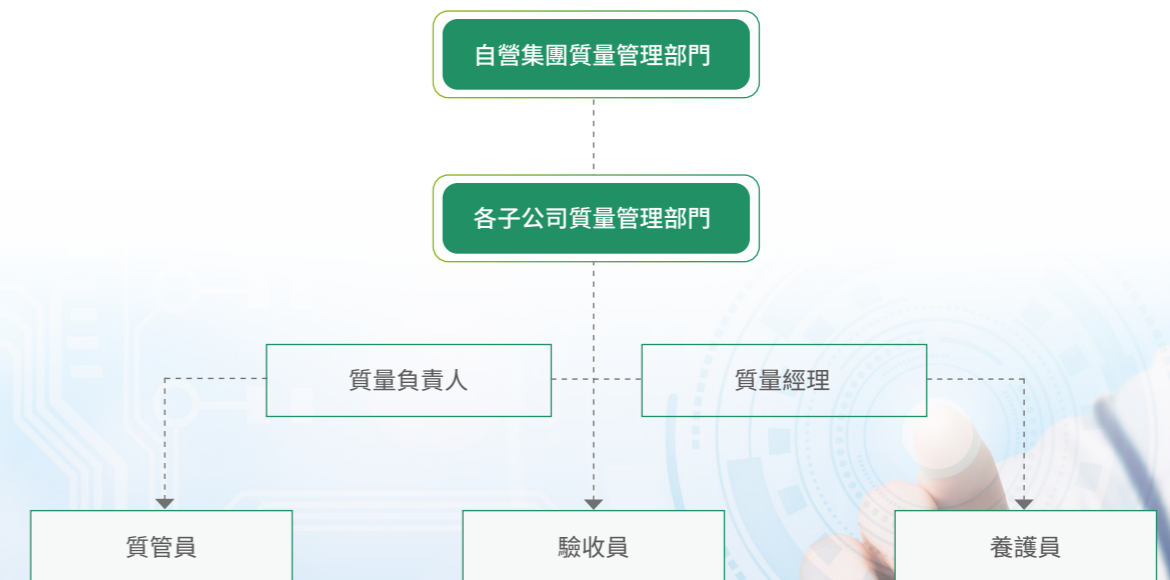 自營集團質量管理部門
各子公司質量管理部門
質量負責人
質量經理
質管員
驗收員
養護員